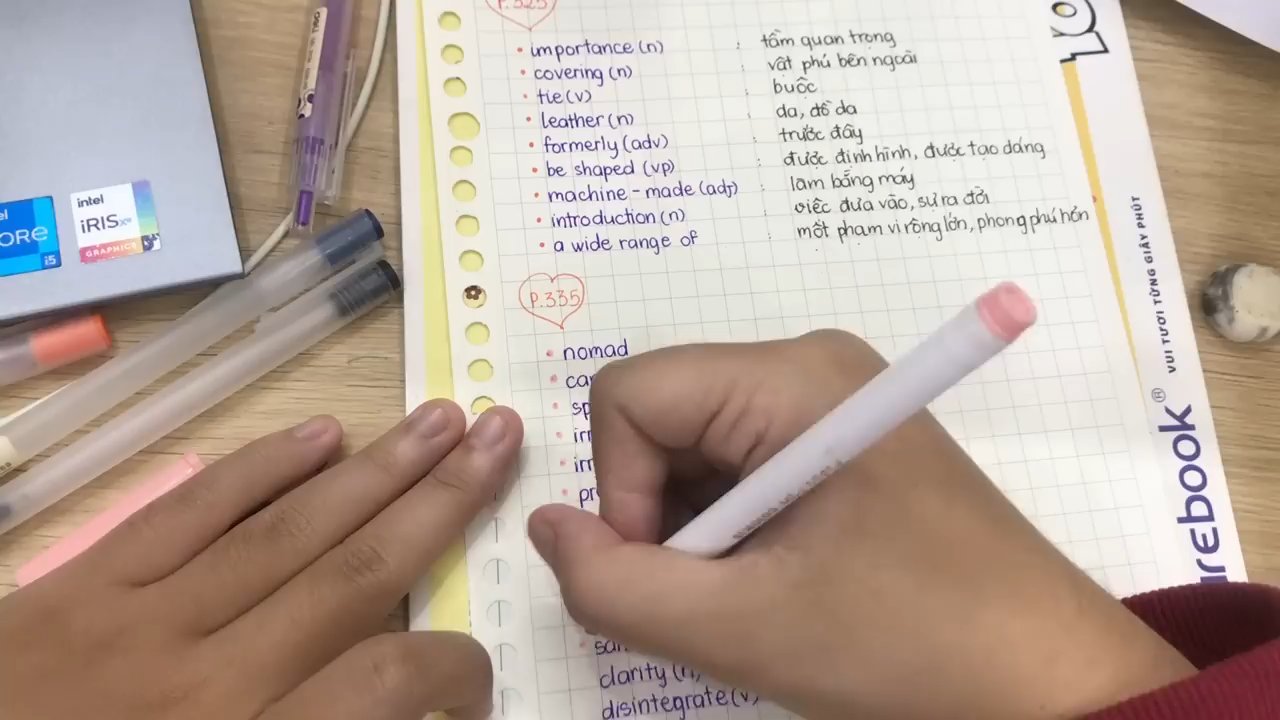 P.325
• importance (n) : tầm quan trọng
• covering (n) : vật phủ bên ngoài
• tie (v) : buộc
• leather (n) : da, đồ da
• formerly (adv) : trước đây
• be shaped (vp) : được định hình, được tạo dáng
• machine-made (adj) : làm bằng máy
• introduction (n) : việc đưa vào, sự ra đời
• a wide range of : một phạm vi rộng lớn, phong phú hơn
P.335
• nomad
clarity (n)
disintegrate (v)
intel
iRIS Xe
GRAPHICS
CORE
i5
VUI TƯƠI TỪNG GIÂY PHÚT